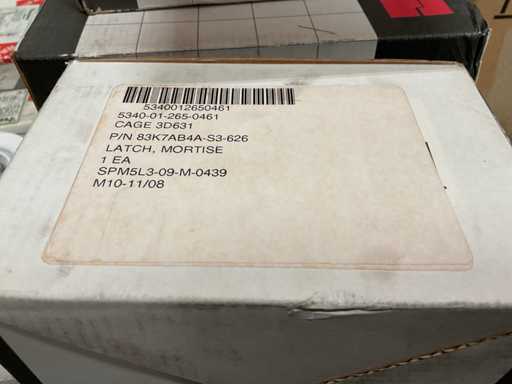 5340012650461
5340-01-265-0461
CAGE 3D631
P/N 83K7AB4A-S3-626
LATCH, MORTISE
1 EA
SPM5L3-09-M-0439
M10-11/08